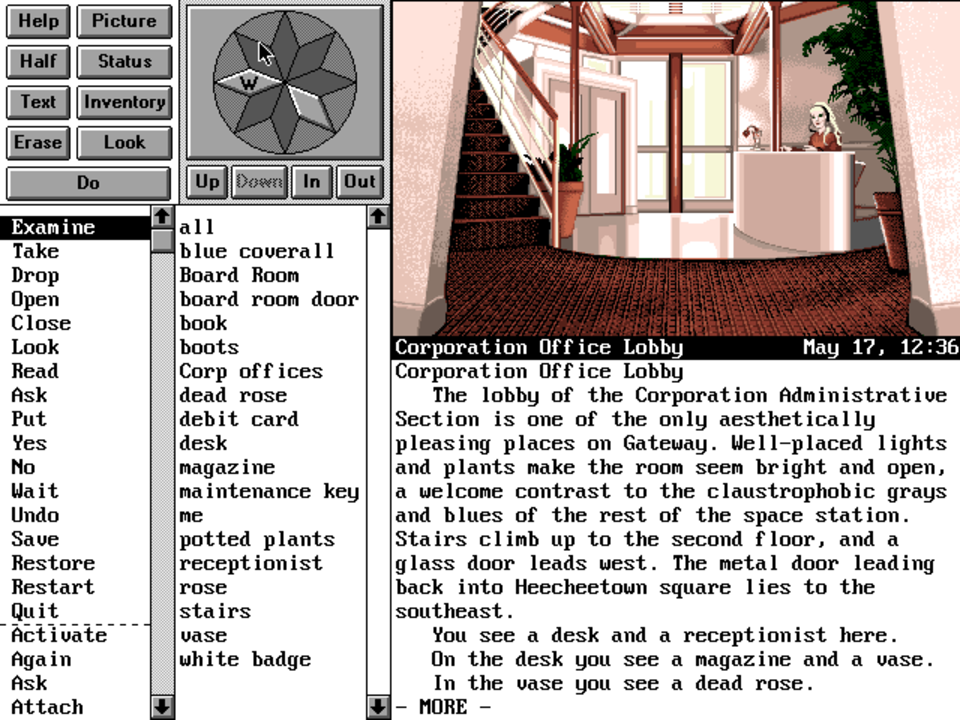 Help
Picture
Half
Status
Text
Inventory
Erase
Look
Do
W
Up
Down
In
Out
Examine
Take
Drop
Open
Close
Look
Read
Ask
Put
Yes
No
Wait
Undo
Save
Restore
Restart
Quit
Activate
Again
Ask
Attach
all
blue coverall
Board Room
board room door
book
boots
Corp offices
dead rose
debit card
desk
magazine
maintenance key
me
potted plants
receptionist
rose
stairs
vase
white badge
Corporation Office Lobby May 17, 12:36
Corporation Office Lobby
The lobby of the Corporation Administrative
Section is one of the only aesthetically
pleasing places on Gateway. Well-placed lights
and plants make the room seem bright and open,
a welcome contrast to the claustrophobic grays
and blues of the rest of the space station.
Stairs climb up to the second floor, and a
glass door leads west. The metal door leading
back into Heecheetown square lies to the
southeast.
You see a desk and a receptionist here.
On the desk you see a magazine and a vase.
In the vase you see a dead rose.
- MORE -